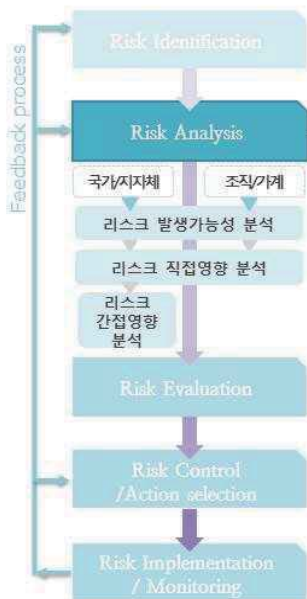 Feedback process
Risk Identification
Risk Analysis
국가/지자체
조직/가계
리스크 발생가능성 분석
리스크 직접영향 분석
리스크
간접영향
분석
Risk Evaluation
Risk Control
/Action selection
Risk Implementation
/ Monitoring